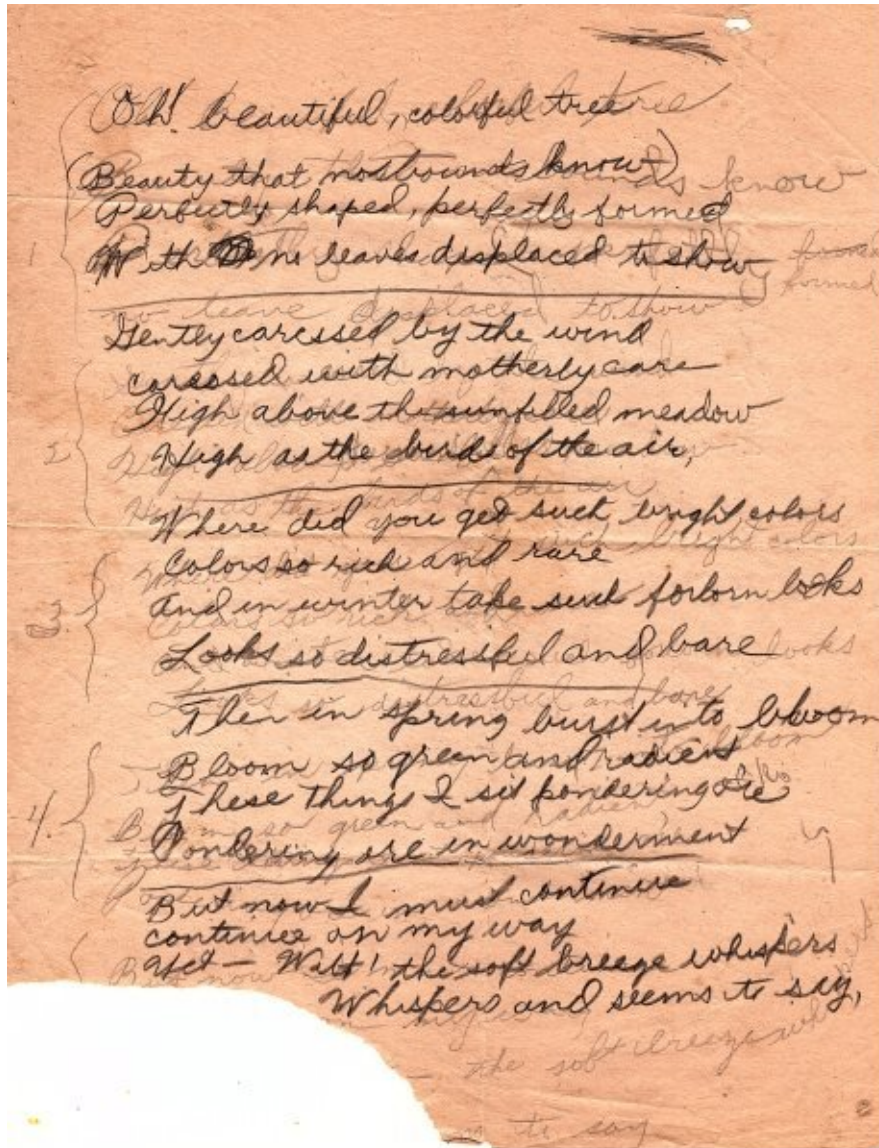 Oh! beautiful, colorful tree
(Beauty that most bounds know)
Perfectly shaped, perfectly formed
With no leaves displaced to show
Gently caressed by the wind
caressed with motherly care
High above the sunfilled meadow
High as the birds of the air,
Where did you get such bright colors
Colors so rich and rare
And in winter take such forlorn looks
Looks so distressful and bare
Then in spring burst into bloom
Bloom so green and radient
These things I sit pondering
Pondering are in wonderment
But now I must continue
continue on my way
Yet — Wait! the soft breeze whispers
Whispers and seems to say,